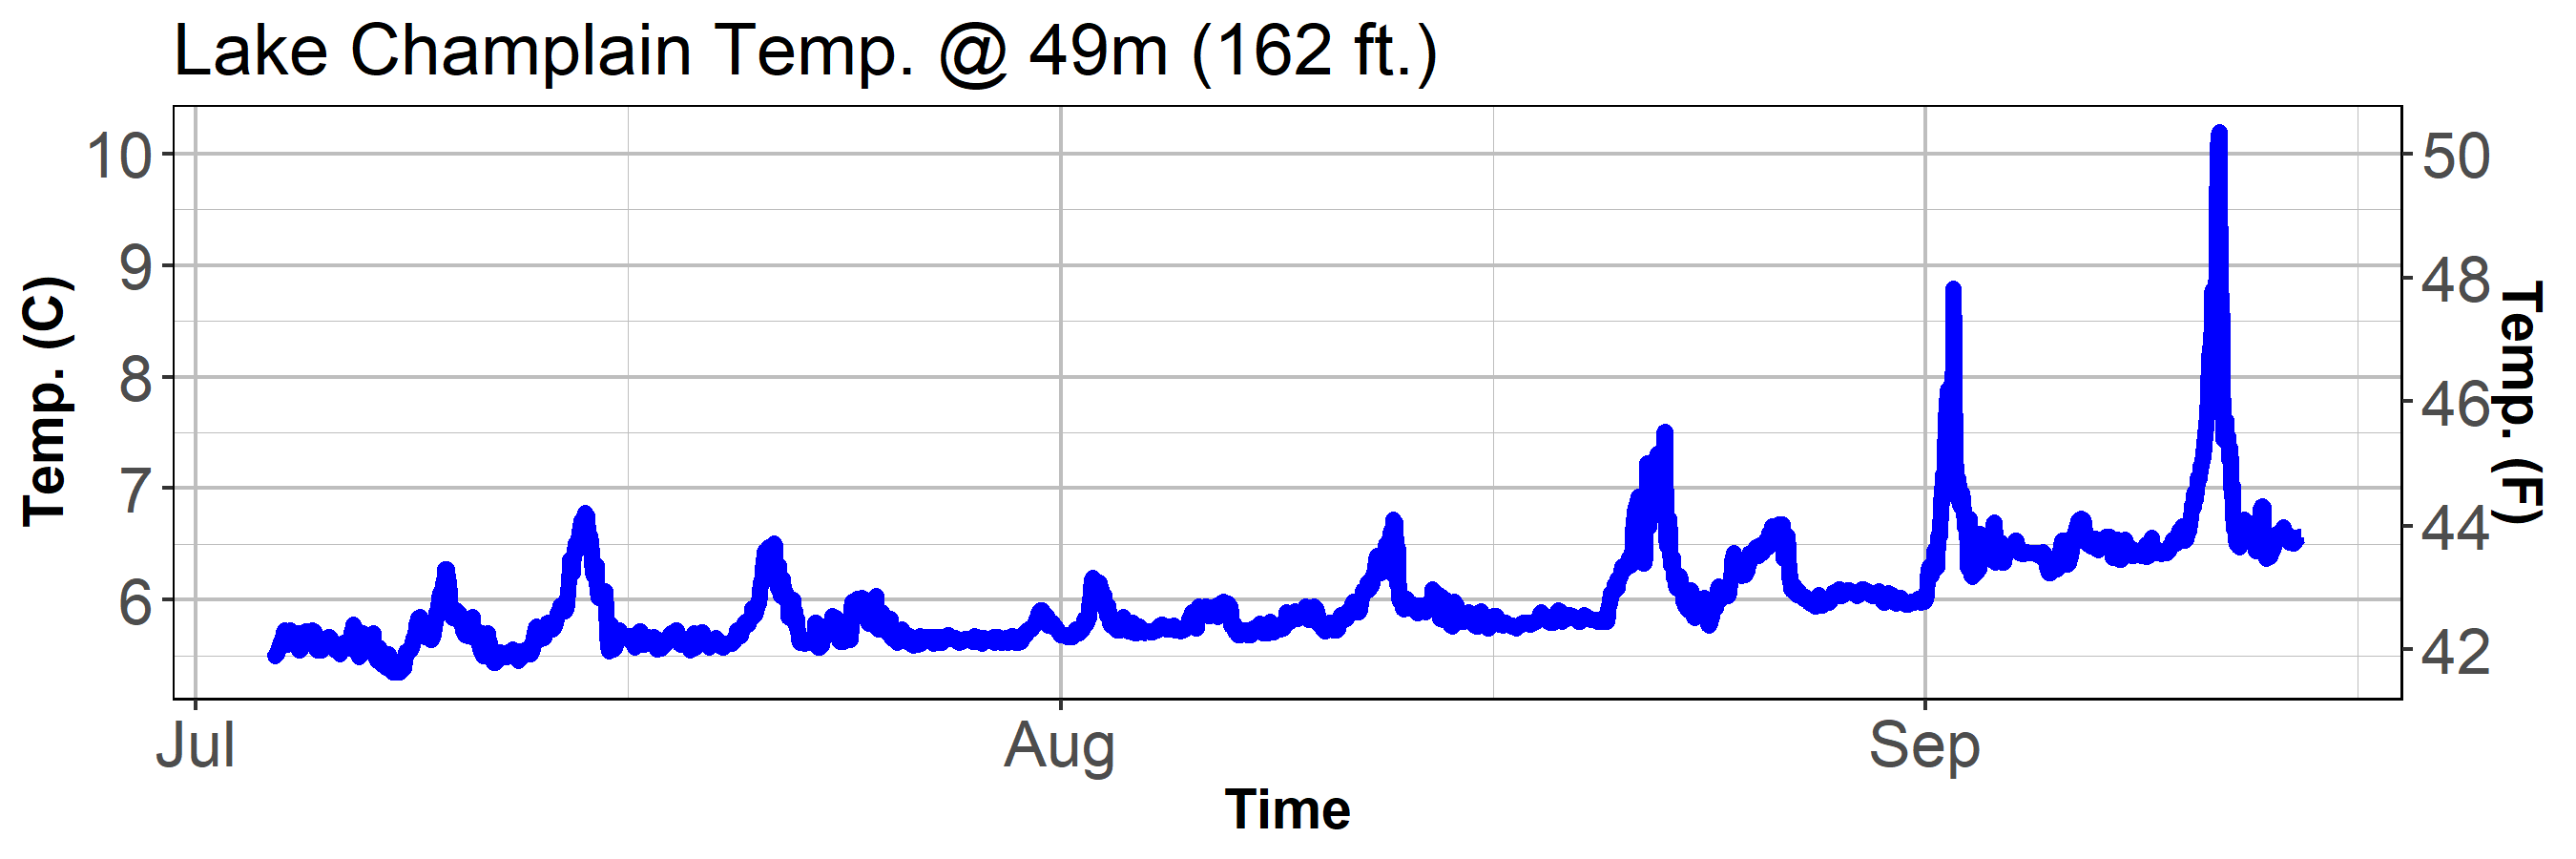 Lake Champlain Temp. @ 49m (162 ft.)
Temp. (C)
10
9
8
7
6
50
48
46
44
42
Temp. (F)
Jul
Aug
Sep
Time